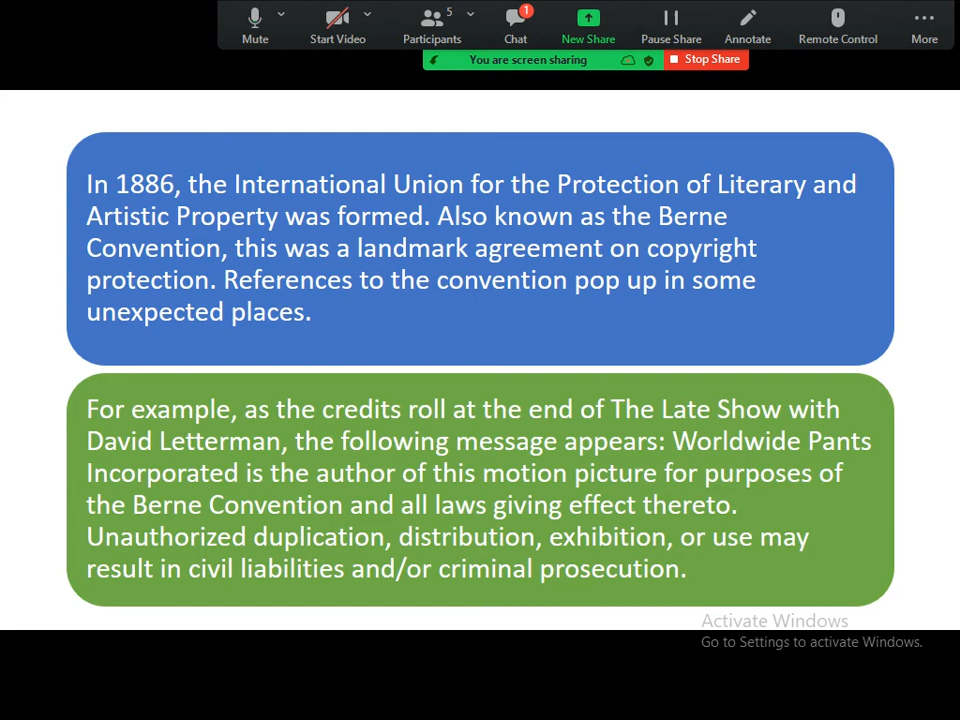 5
1
Mute
Start Video
Participants
Chat
New Share
Pause Share
Annotate
Remote Control
More
You are screen sharing
Stop Share
In 1886, the International Union for the Protection of Literary and
Artistic Property was formed. Also known as the Berne
Convention, this was a landmark agreement on copyright
protection. References to the convention pop up in some
unexpected places.
For example, as the credits roll at the end of The Late Show with
David Letterman, the following message appears: Worldwide Pants
Incorporated is the author of this motion picture for purposes of
the Berne Convention and all laws giving effect thereto.
Unauthorized duplication, distribution, exhibition, or use may
result in civil liabilities and/or criminal prosecution.
Activate Windows
Go to Settings to activate Windows.